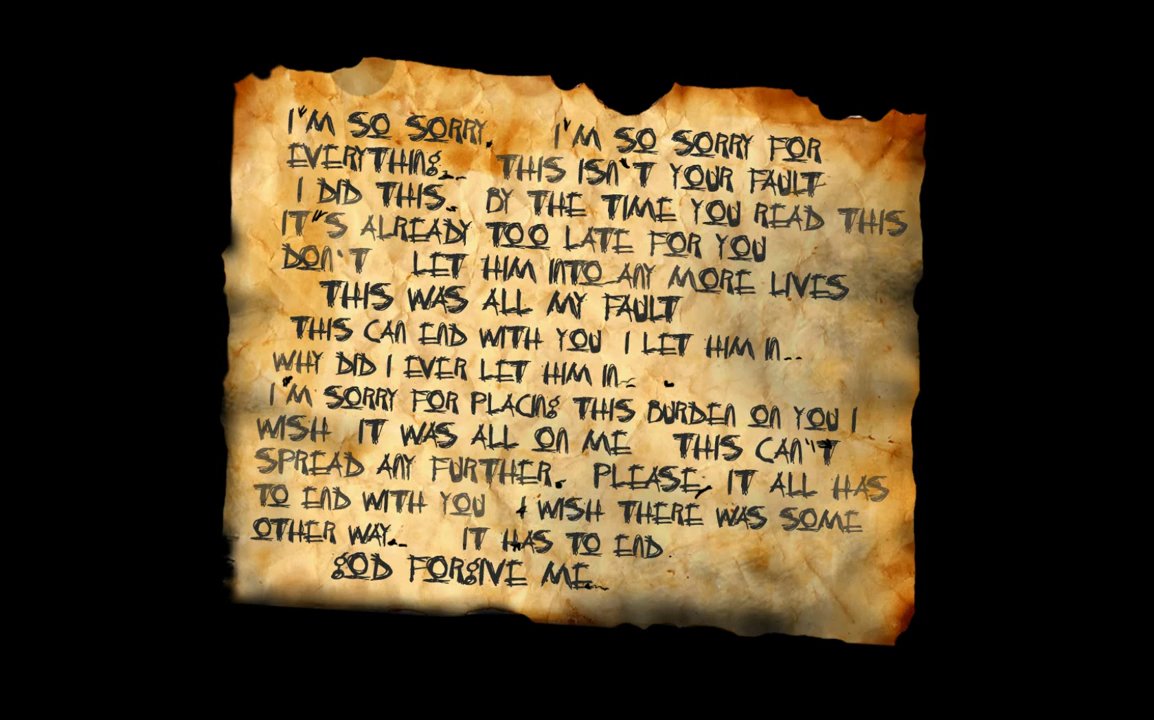 I'M SO SORRY. I'M SO SORRY FOR
EVERYTHING... THIS ISN'T YOUR FAULT
I DID THIS. BY THE TIME YOU READ THIS
IT'S ALREADY TOO LATE FOR YOU
DON'T LET HIM INTO ANY MORE LIVES
THIS WAS ALL MY FAULT
THIS CAN END WITH YOU I LET HIM IN..
WHY DID I EVER LET HIM IN..
I'M SORRY FOR PLACING THIS BURDEN ON YOU I
WISH IT WAS ALL ON ME THIS CAN'T
SPREAD ANY FURTHER. PLEASE, IT ALL HAS
TO END WITH YOU I WISH THERE WAS SOME
OTHER WAY.. IT HAS TO END.
GOD FORGIVE ME...